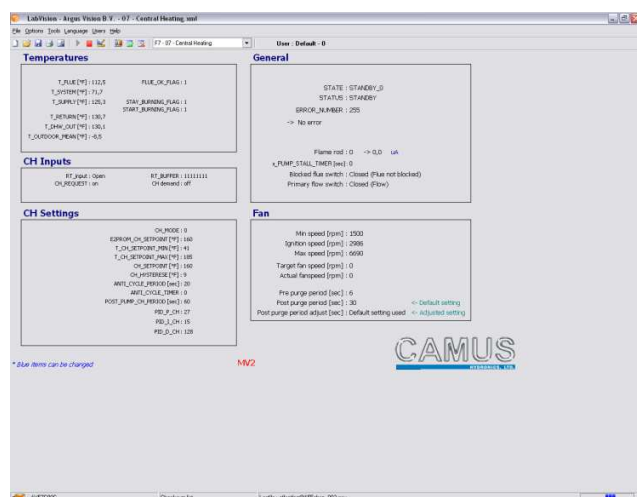 LabVision - Argus Vision B.V. - 07 - Central Heating.xml
File Options Tools Language Users Help
F7 - 07 - Central Heating
User : Default - 0
Temperatures
T_FLUE [°F] : 112,5 FLUE_OK_FLAG : 1
T_SYSTEM [°F] : 71,7
T_SUPPLY [°F] : 125,3 STAY_BURNING_FLAG : 1
START_BURNING_FLAG : 1
T_RETURN [°F] : 130,7
T_DHW_OUT [°F] : 130,1
T_OUTDOOR_MEAN [°F] : -6,5
CH Inputs
RT_input : Open RT_BUFFER : 11111111
CH_REQUEST : on CH demand : off
CH Settings
CH_MODE : 0
E2PROM_CH_SETPOINT [°F] : 160
T_CH_SETPOINT_MIN [°F] : 41
T_CH_SETPOINT_MAX [°F] : 185
CH_SETPOINT [°F] : 160
CH_HYSTERESE [°F] : 9
ANTI_CYCLE_PERIOD [sec] : 20
ANTI_CYCLE_TIMER : 0
POST_PUMP_CH_PERIOD [sec] : 60
PID_P_CH : 27
PID_I_CH : 15
PID_D_CH : 128
General
STATE : STANDBY_0
STATUS : STANDBY
ERROR_NUMBER : 255
-> No error
Flame rod : 0 -> 0,0 uA
x_PUMP_STALL_TIMER [sec] : 0
Blocked flue switch : Closed (Flue not blocked)
Primary flow switch : Closed (Flow)
Fan
Min speed [rpm] : 1500
Ignition speed [rpm] : 2986
Max speed [rpm] : 6690
Target fan speed [rpm] : 0
Actual fanspeed [rpm] : 0
Pre purge period [sec] : 6
Post purge period [sec] : 30 <- Default setting
Post purge period adjust [sec] : Default setting used <- Adjusted setting
* Blue items can be changed
MV2
CAMUS
HYDRONICS, LTD.